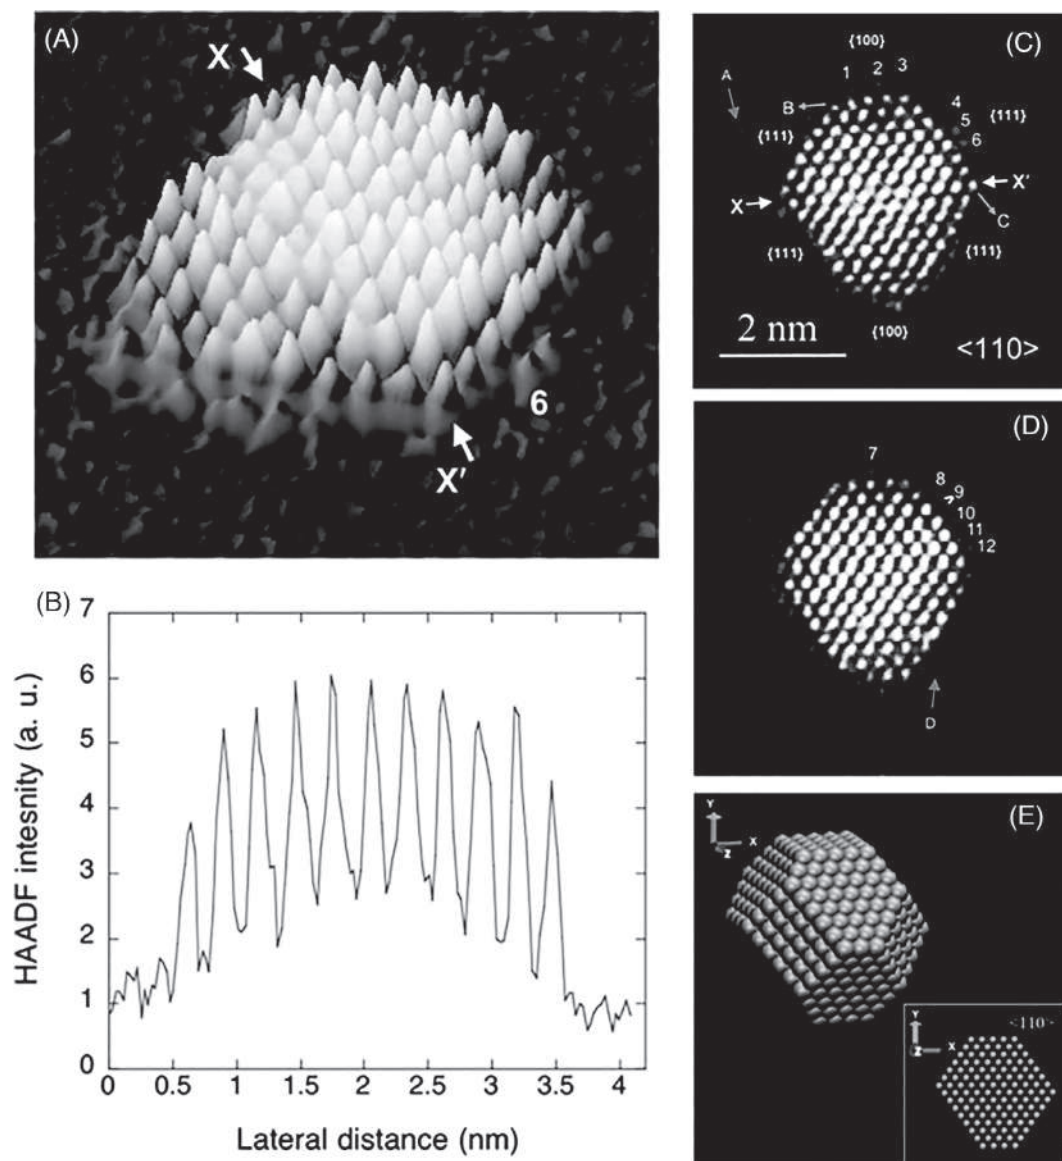 (A)
X
6
X'
(B)
HAADF intesnity (a. u.)
7
6
5
4
3
2
1
0
0 0.5 1 1.5 2 2.5 3 3.5 4
Lateral distance (nm)
(C)
{100}
1 2 3
A
B
4
5
6
{111}
{111}
X'
X
C
{111}
{111}
2 nm
{100}
<110>
(D)
7
8
9
10
11
12
D
(E)
Y
X
Z
<110>
Y
X
Z